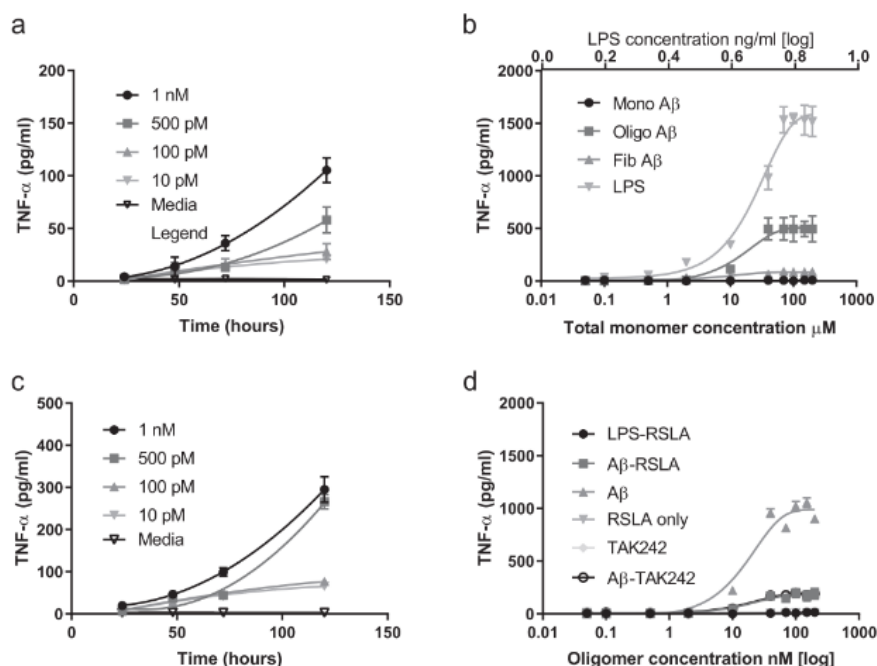 a
TNF-α (pg/ml)
200
150
100
50
0
1 nM
500 pM
100 pM
10 pM
Media
Legend
0
50
100
150
Time (hours)
b
LPS concentration ng/ml [log]
0.0
0.2
0.4
0.6
0.8
1.0
TNF-α (pg/ml)
2000
1500
1000
500
0
Mono Aβ
Oligo Aβ
Fib Aβ
LPS
0.01
0.1
1
10
100
1000
Total monomer concentration μM
c
TNF-α (pg/ml)
500
400
300
200
100
0
1 nM
500 pM
100 pM
10 pM
Media
0
50
100
150
Time (hours)
d
TNF-α (pg/ml)
2000
1500
1000
500
0
LPS-RSLA
Aβ-RSLA
Aβ
RSLA only
TAK242
Aβ-TAK242
0.01
0.1
1
10
100
1000
Oligomer concentration nM [log]